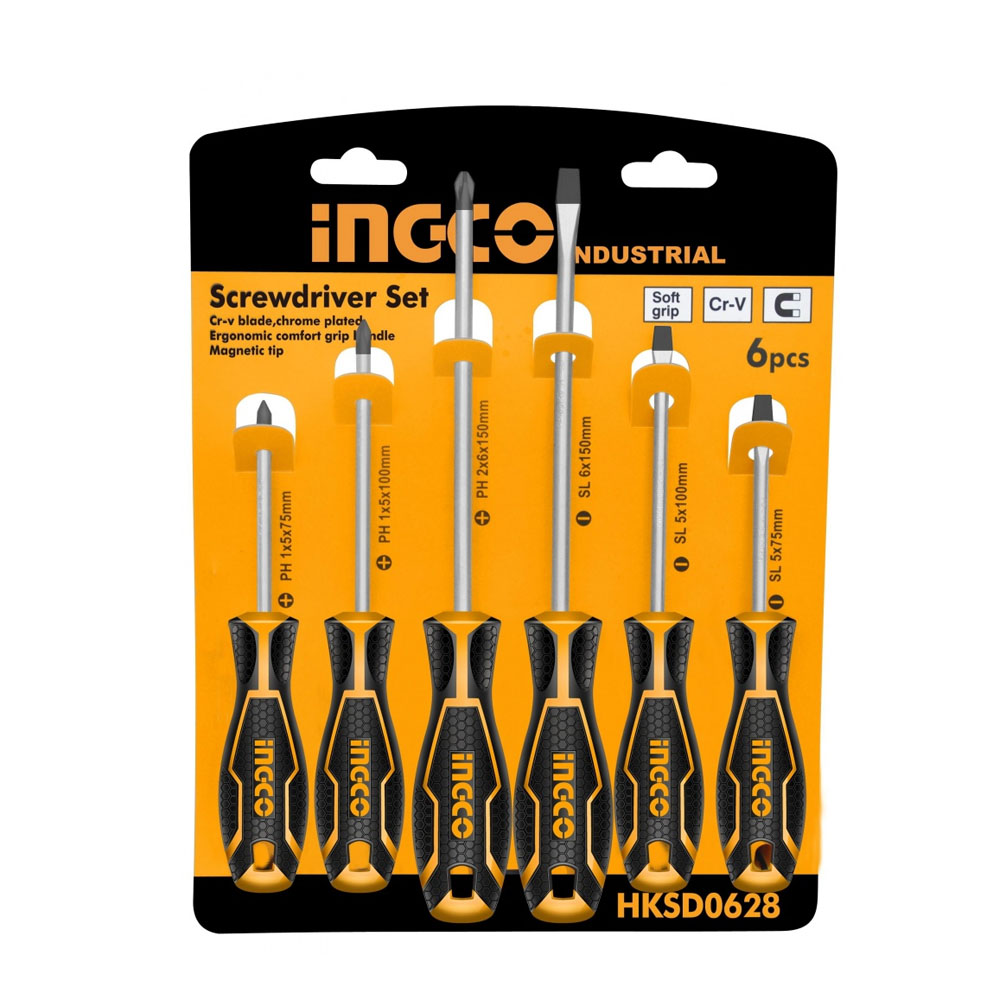 INGCO
INDUSTRIAL
Screwdriver Set
Cr-v blade,chrome plated
Ergonomic comfort grip handle
Magnetic tip
Soft
grip
Cr-V
6pcs
PH 1x5x75mm
PH 1x5x100mm
PH 2x6x150mm
SL 6x150mm
SL 5x100mm
SL 5x75mm
INGCO
INGCO
INGCO
INGCO
INGCO
INGCO
HKSD0628